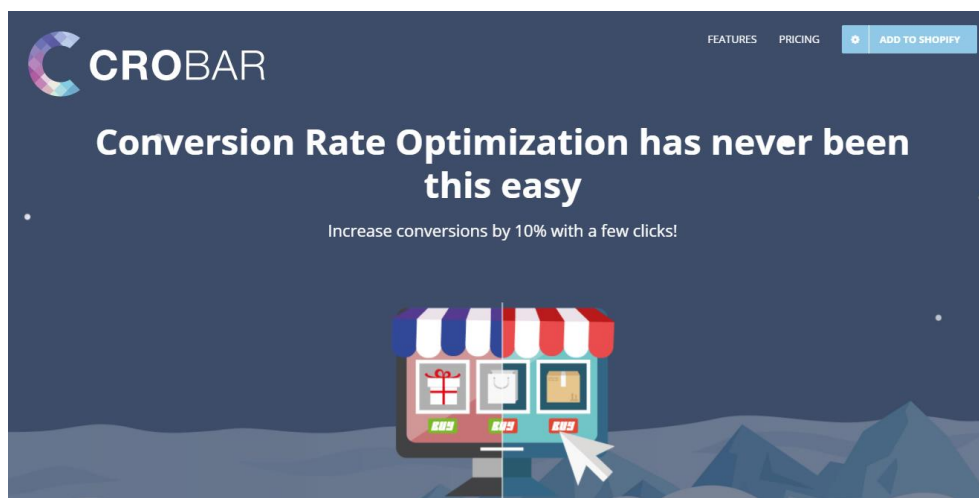 CROBAR
FEATURES PRICING ADD TO SHOPIFY
Conversion Rate Optimization has never been
this easy
Increase conversions by 10% with a few clicks!
BUY BUY BUY